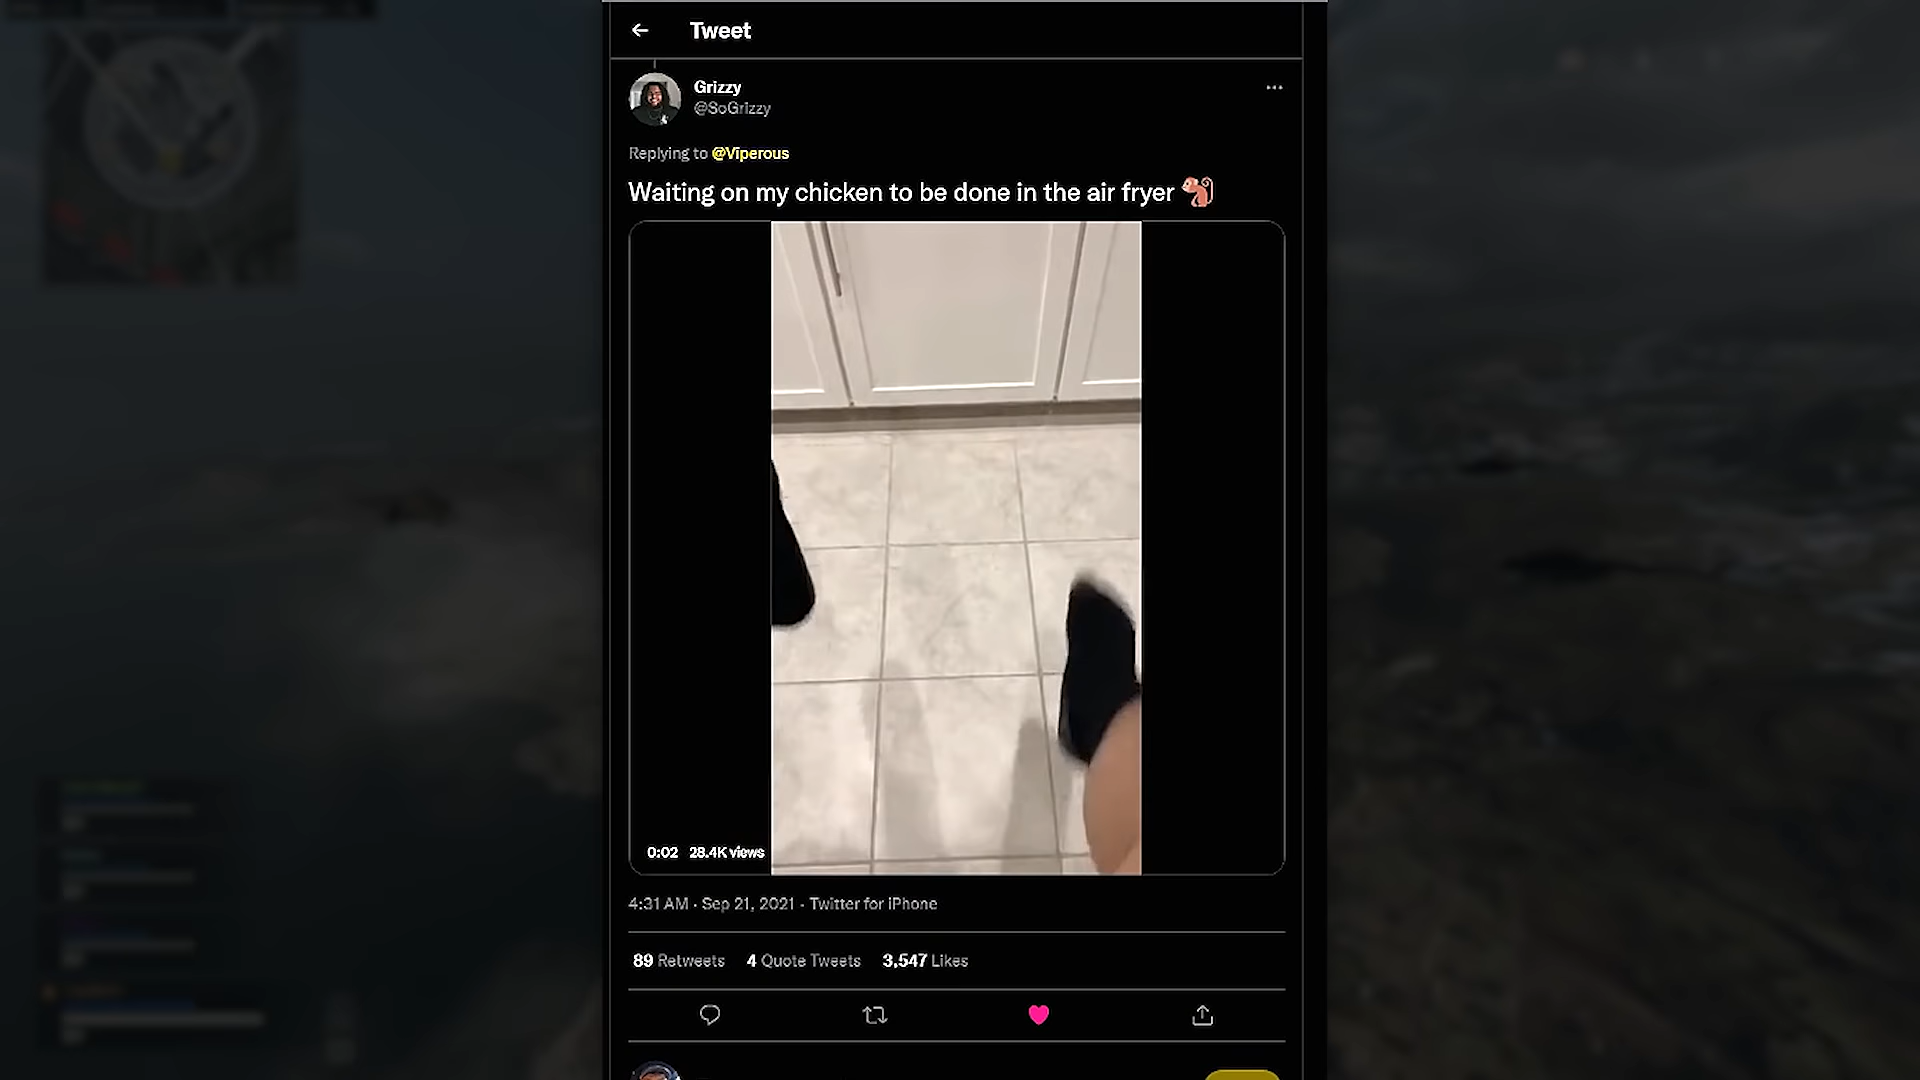 Tweet
Grizzy
@SoGrizzy
Replying to @Viperous
Waiting on my chicken to be done in the air fryer
0:02 28.4K views
4:31 AM · Sep 21, 2021 · Twitter for iPhone
89 Retweets 4 Quote Tweets 3,547 Likes